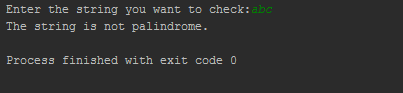 Enter the string you want to check:abc
The string is not palindrome.
Process finished with exit code 0